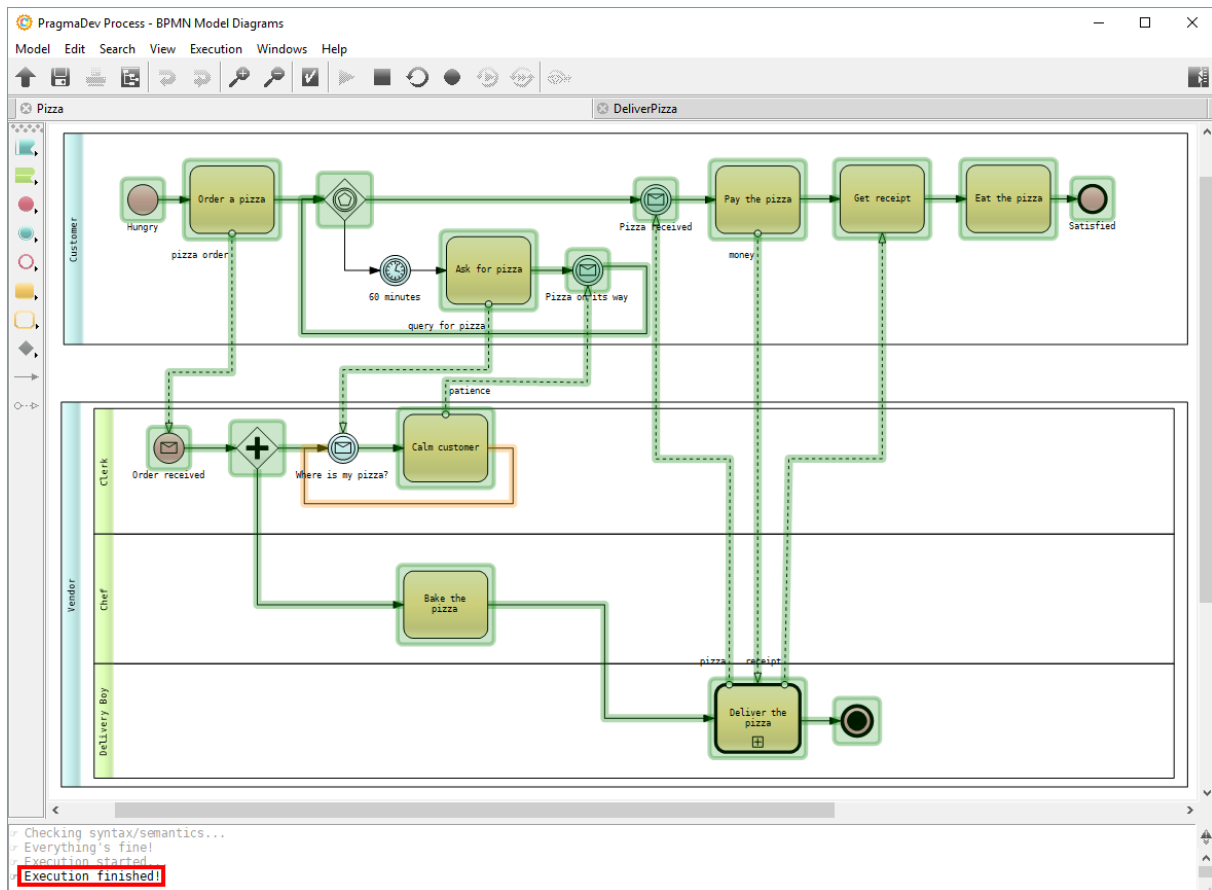 PragmaDev Process - BPMN Model Diagrams
Model Edit Search View Execution Windows Help
Pizza
DeliverPizza
Customer
Hungry
Order a pizza
pizza order
60 minutes
Ask for pizza
query for pizza
Pizza on its way
Pizza received
Pay the pizza
money
Get receipt
Eat the pizza
Satisfied
Vendor
Clerk
Order received
Where is my pizza?
Calm customer
patience
Chef
Bake the
pizza
Delivery Boy
pizza
receipt
Deliver the
pizza
Checking syntax/semantics...
Everything's fine!
Execution started...
Execution finished!